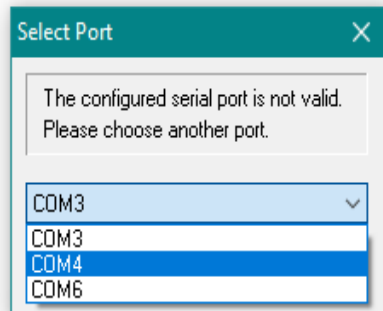 Select Port
The configured serial port is not valid.
Please choose another port.
COM3
COM3
COM4
COM6